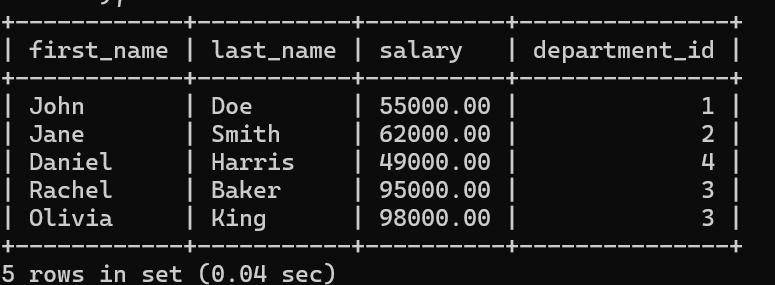 +------------+-----------+----------+---------------+
| first_name | last_name | salary   | department_id |
+------------+-----------+----------+---------------+
| John       | Doe       | 55000.00 |             1 |
| Jane       | Smith     | 62000.00 |             2 |
| Daniel     | Harris    | 49000.00 |             4 |
| Rachel     | Baker     | 95000.00 |             3 |
| Olivia     | King      | 98000.00 |             3 |
+------------+-----------+----------+---------------+
5 rows in set (0.04 sec)